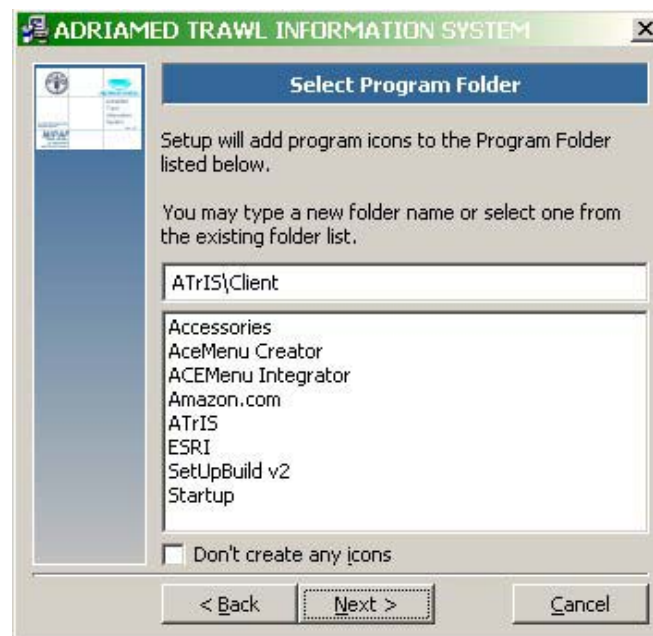 ADRIAMED TRAWL INFORMATION SYSTEM
Select Program Folder
Setup will add program icons to the Program Folder
listed below.
You may type a new folder name or select one from
the existing folder list.
ATrIS\Client
Accessories
AceMenu Creator
ACEMenu Integrator
Amazon.com
ATrIS
ESRI
SetUpBuild v2
Startup
Don't create any icons
< Back
Next >
Cancel